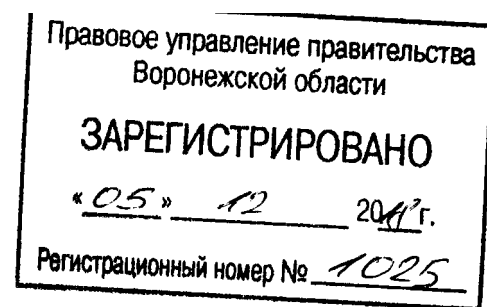 Правовое управление правительства
Воронежской области
ЗАРЕГИСТРИРОВАНО
«05» 12 20 г.
Регистрационный номер № 1025